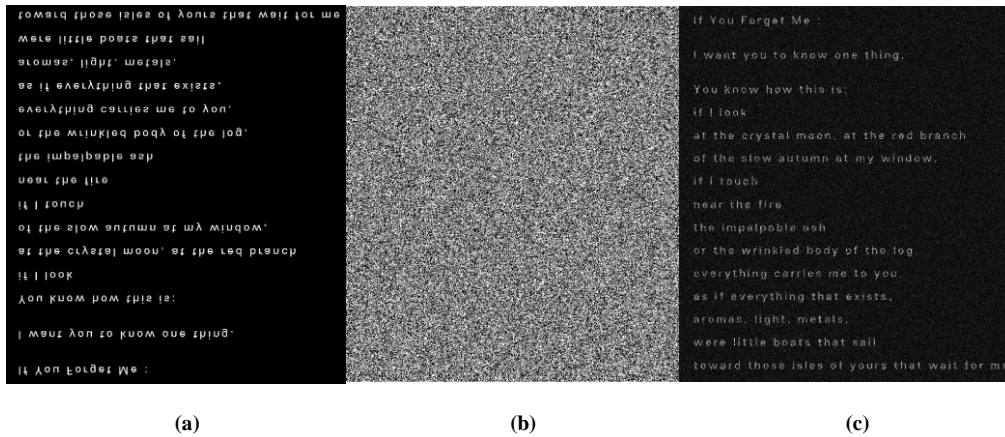 toward those isles of yours that wait for me
were little boats that sail
aromas, light, metals,
as if everything that exists,
everything carries me to you,
or the wrinkled body of the log,
the impalpable ash
near the fire
if I touch
of the slow autumn at my window,
at the crystal moon, at the red branch
if I look
You know how this is:
I want you to know one thing.
If You Forget Me :
If You Forget Me :
I want you to know one thing.
You know how this is:
if I look
at the crystal moon, at the red branch
of the slow autumn at my window,
if I touch
near the fire
the impalpable ash
or the wrinkled body of the log
everything carries me to you,
as if everything that exists,
aromas, light, metals,
were little boats that sail
toward those isles of yours that wait for me
(a) (b) (c)